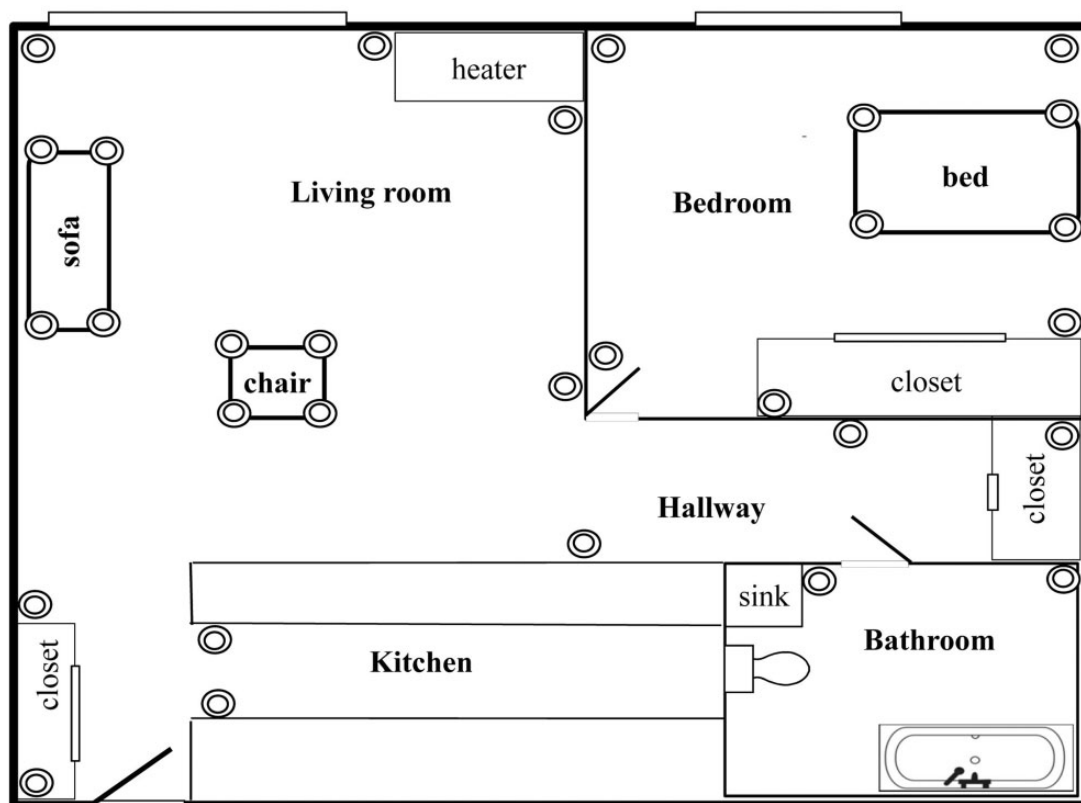 heater
Living room
bed
Bedroom
sofa
chair
closet
closet
Hallway
sink
Bathroom
Kitchen
closet